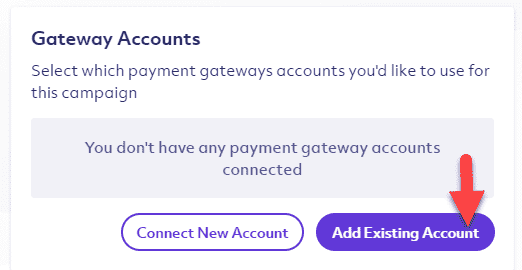 Gateway Accounts
Select which payment gateways accounts you'd like to use for
this campaign
You don't have any payment gateway accounts
connected
Connect New Account
Add Existing Account